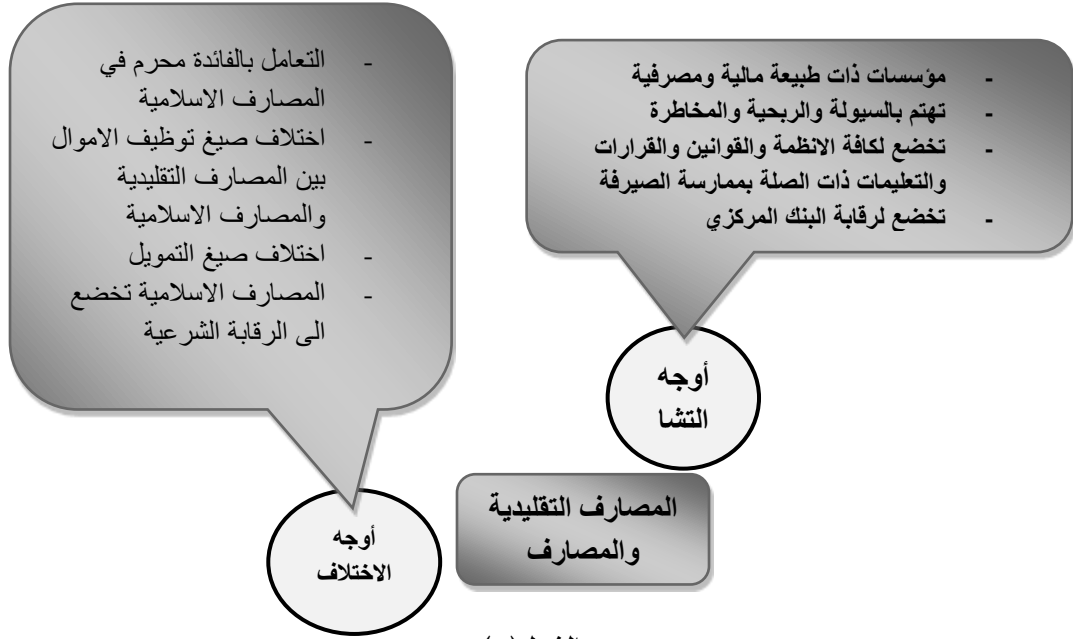 - مؤسسات ذات طبيعة مالية ومصرفية
- تهتم بالسيولة والربحية والمخاطرة
- تخضع لكافة الانظمة والقوانين والقرارات
والتعليمات ذات الصلة بممارسة الصيرفة
- تخضع لرقابة البنك المركزي
- التعامل بالفائدة محرم في
المصارف الاسلامية
- اختلاف صيغ توظيف الاموال
بين المصارف التقليدية
والمصارف الاسلامية
- اختلاف صيغ التمويل
- المصارف الاسلامية تخضع
الى الرقابة الشرعية
أوجه
التشا
المصارف التقليدية
والمصارف
أوجه
الاختلاف